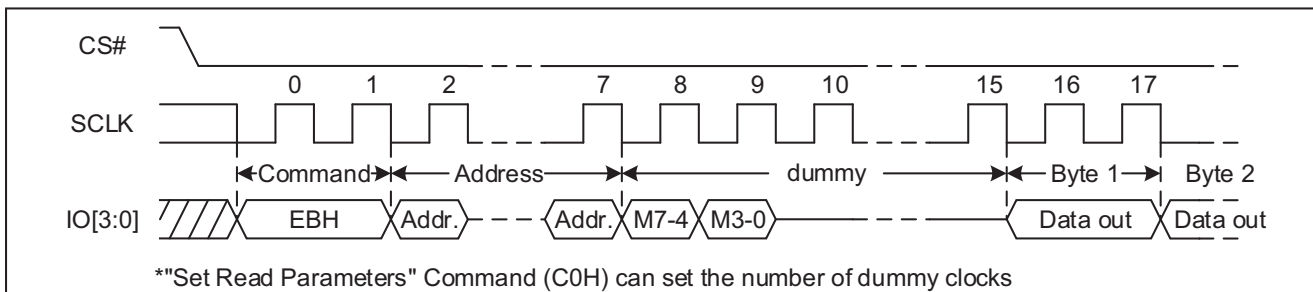 CS#
0 1 2 7 8 9 10 15 16 17
SCLK
Command Address dummy Byte 1 Byte 2
IO[3:0] EBH Addr. Addr. M7-4 M3-0 Data out Data out
*"Set Read Parameters" Command (C0H) can set the number of dummy clocks